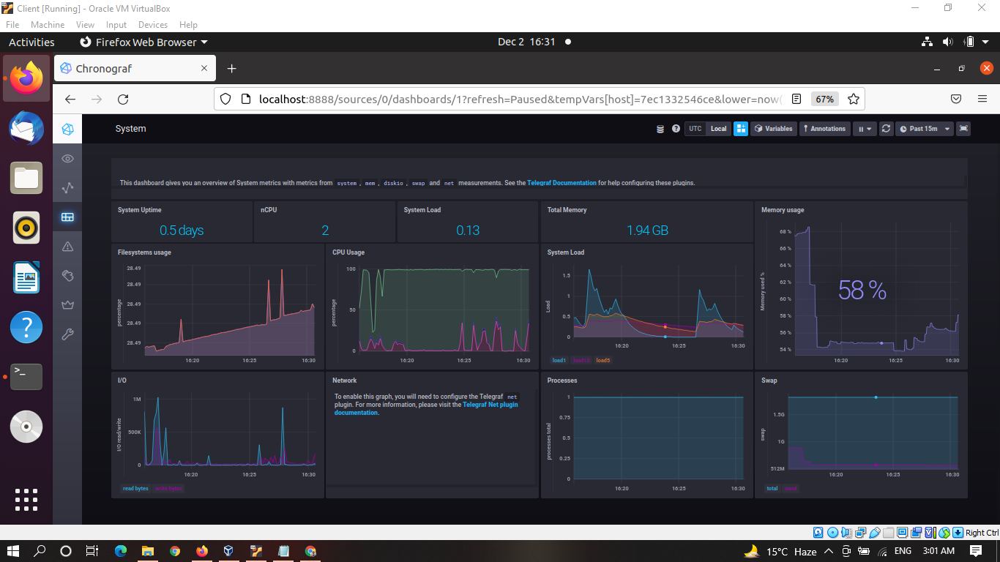 Client [Running] - Oracle VM VirtualBox
File Machine View Input Devices Help
Activities Firefox Web Browser Dec 2 16:31
Chronograf
localhost:8888/sources/0/dashboards/1?refresh=Paused&tempVars[host]=7ec1332546ce&lower=now( 67%
System UTC Local Variables Annotations Past 15m
This dashboard gives you an overview of System metrics with metrics from system , mem , diskio , swap and net measurements. See the Telegraf Documentation for help configuring these plugins.
System Uptime nCPU System Load Total Memory Memory usage
0.5 days 2 0.13 1.94 GB
Filesystems usage CPU Usage System Load
percentage
28.49
28.49
28.49
28.49
28.49
16:20 16:25 16:30
percentage
100
50
0
16:20 16:25 16:30
Load
1.5
1
0.5
0
16:20 16:25 16:30
load1 load15 load5
Memory used %
68 %
66 %
64 %
62 %
60 %
58 %
56 %
54 %
58 %
16:20 16:25 16:30
I/O Network Processes Swap
I/O read/write
1M
500K
0
16:20 16:25 16:30
read bytes write bytes
To enable this graph, you will need to configure the Telegraf net
plugin. For more information, please visit the Telegraf Net plugin
documentation.
processes total
1
0.75
0.5
0.25
0
16:20 16:25 16:30
swap
1.5G
1G
512M
16:20 16:25 16:30
total used
Right Ctrl
15°C Haze ENG 3:01 AM